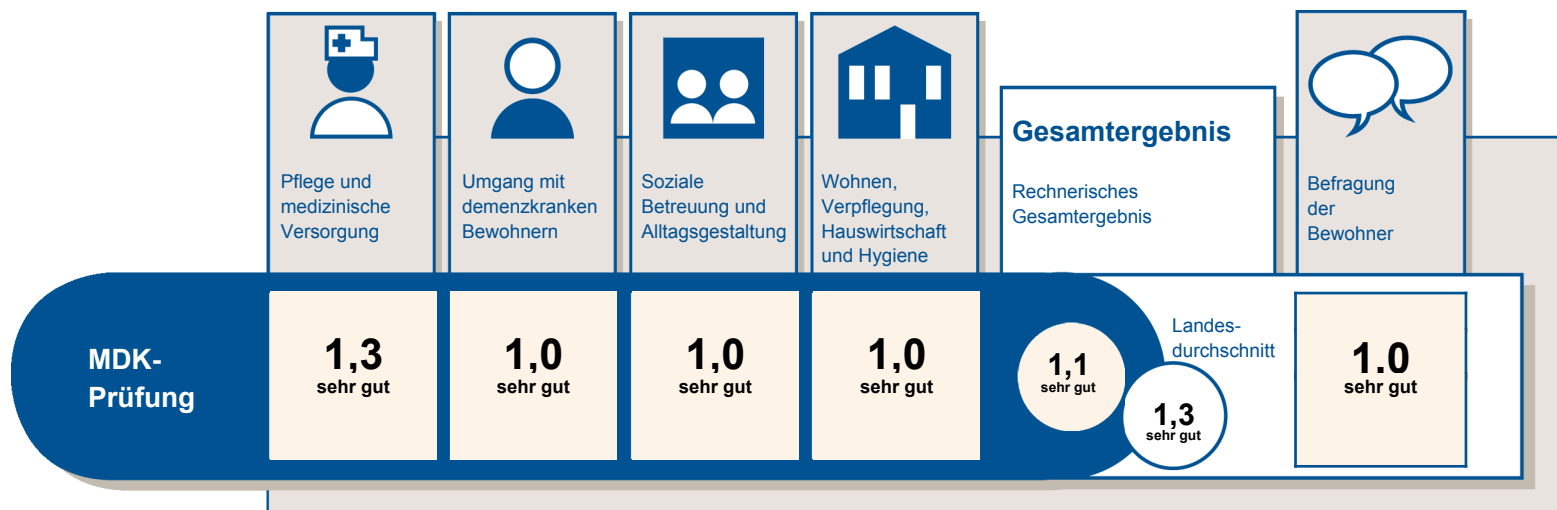 Pflege und
medizinische
Versorgung
Umgang mit
demenzkranken
Bewohnern
Soziale
Betreuung und
Alltagsgestaltung
Wohnen,
Verpflegung,
Hauswirtschaft
und Hygiene
Gesamtergebnis
Rechnerisches
Gesamtergebnis
Befragung
der
Bewohner
MDK-
Prüfung
1,3
sehr gut
1,0
sehr gut
1,0
sehr gut
1,0
sehr gut
1,1
sehr gut
Landes-
durchschnitt
1,3
sehr gut
1.0
sehr gut